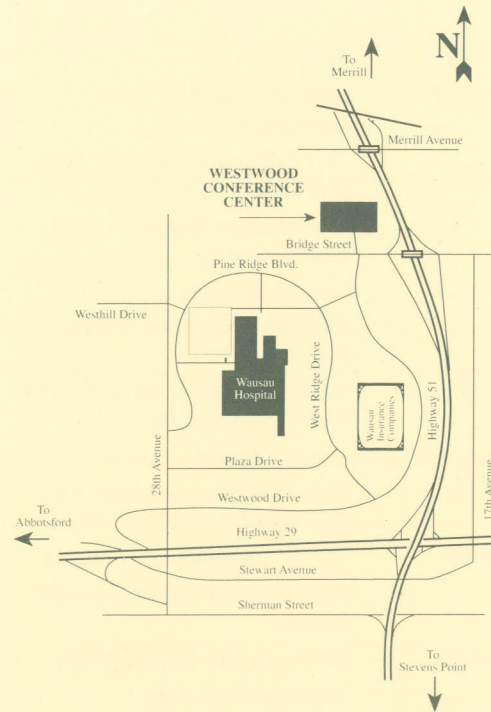 N
To
Merrill
Merrill Avenue
WESTWOOD
CONFERENCE
CENTER
Bridge Street
Pine Ridge Blvd.
Westhill Drive
Wausau
Hospital
West Ridge Drive
Wausau
Insurance
Companies
Highway 51
28th Avenue
17th Avenue
Plaza Drive
Westwood Drive
To
Abbotsford
Highway 29
Stewart Avenue
Sherman Street
To
Stevens Point